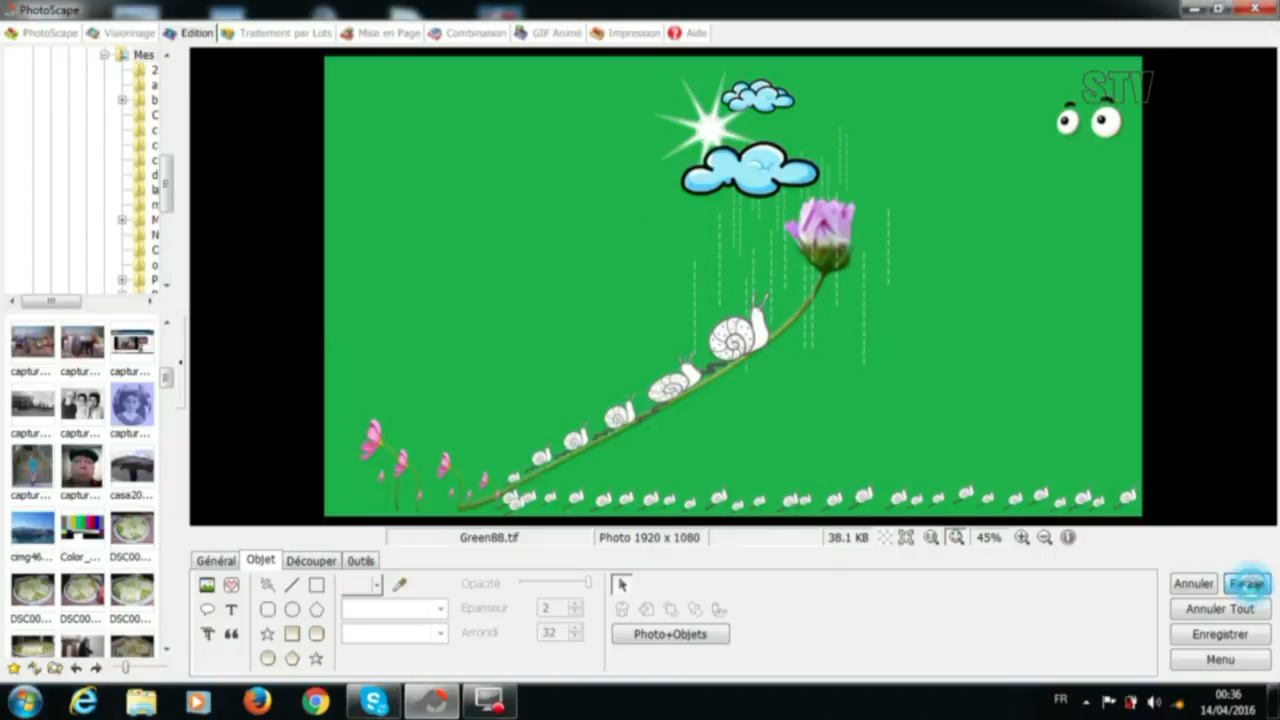 PhotoScape
PhotoScape Visionnage Edition Traitement par Lots Mise en Page Combinaison GIF Animé Impression Aide
Mes
2
a
b
C
c
c
c
d
M
N
C
o
P
STV
captur... captur... captur...
captur... captur... captur...
captur... captur... casa20...
cimg46... Color_... DSC00...
DSC00... DSC00... DSC00...
Green88.tif Photo 1920 x 1080 38.1 KB 45%
Général Objet Découper Outils
Opacité
Epaisseur 2
Arrondi 32
Photo+Objets
Annuler
Annuler Tout
Enregistrer
Menu
FR 00:36
14/04/2016